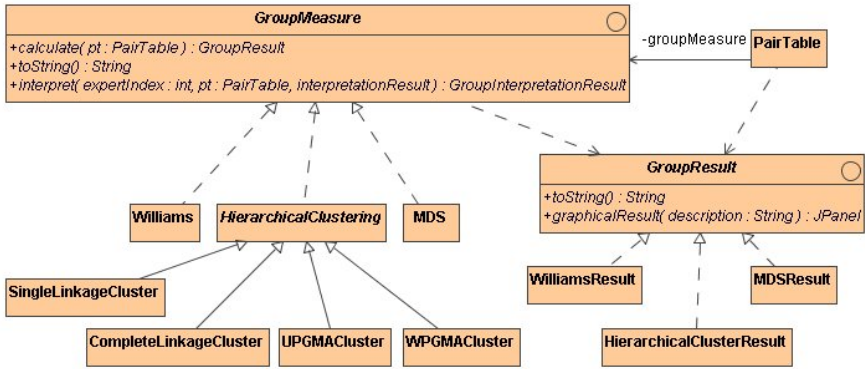 GroupMeasure
+calculate( pt : PairTable ) : GroupResult
+toString() : String
+interpret( expertIndex : int, pt : PairTable, interpretationResult ) : GroupInterpretationResult
-groupMeasure
PairTable
GroupResult
+toString() : String
+graphicalResult( description : String ) : JPanel
Williams
HierarchicalClustering
MDS
SingleLinkageCluster
CompleteLinkageCluster
UPGMACluster
WPGMACluster
WilliamsResult
MDSResult
HierarchicalClusterResult